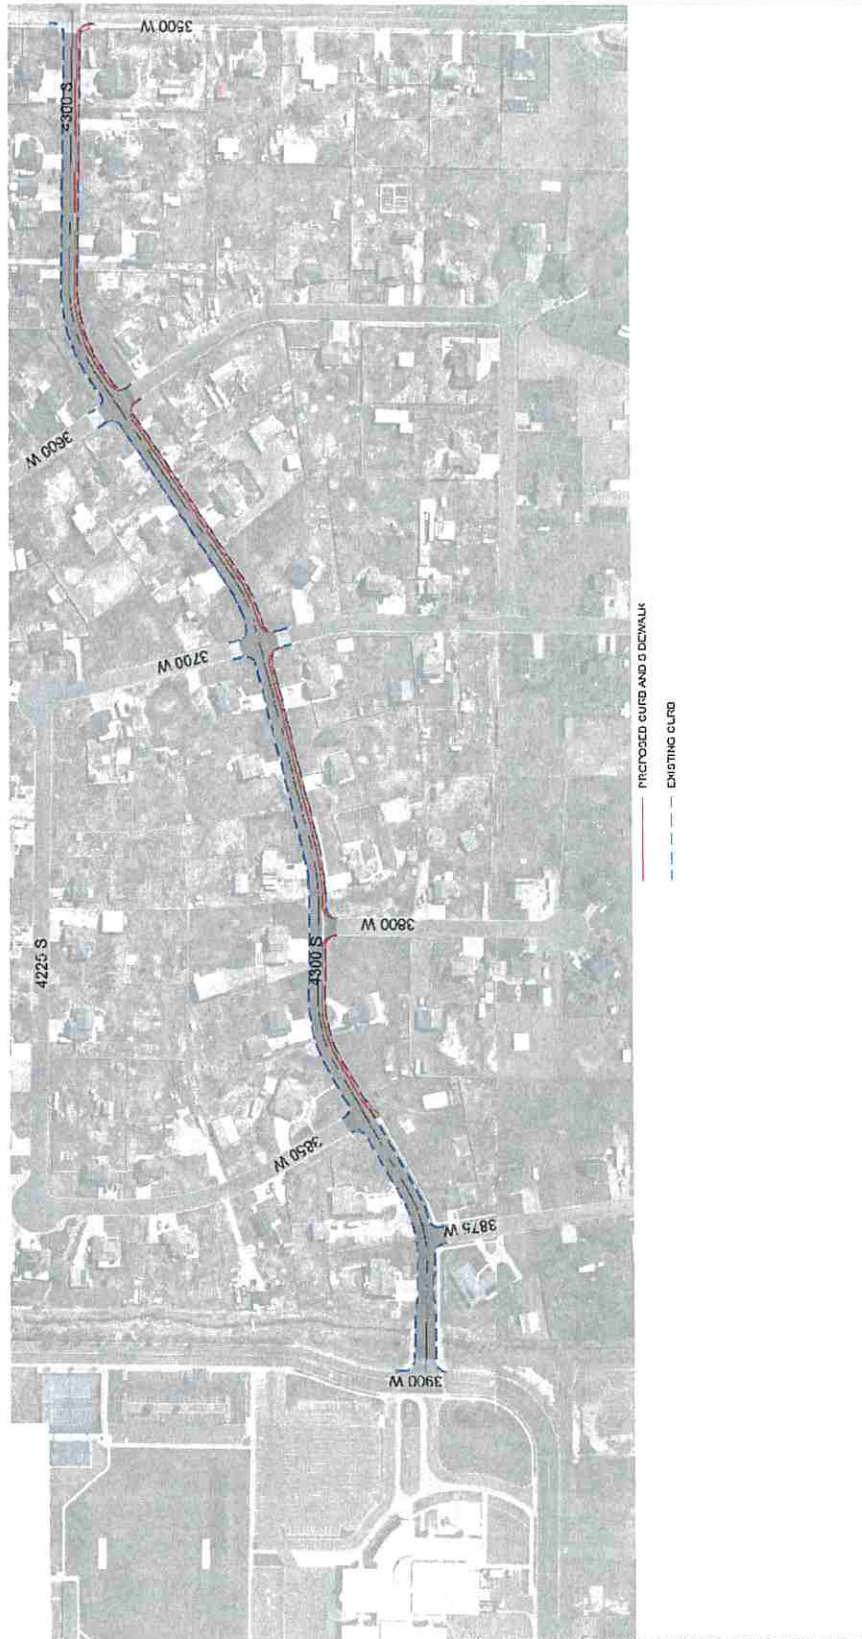 3500 W
4300 S
3600 W
3700 W
4225 S
3800 W
4300 S
3850 W
3875 W
3900 W
PROPOSED CURB AND SIDEWALK
EXISTING CURB